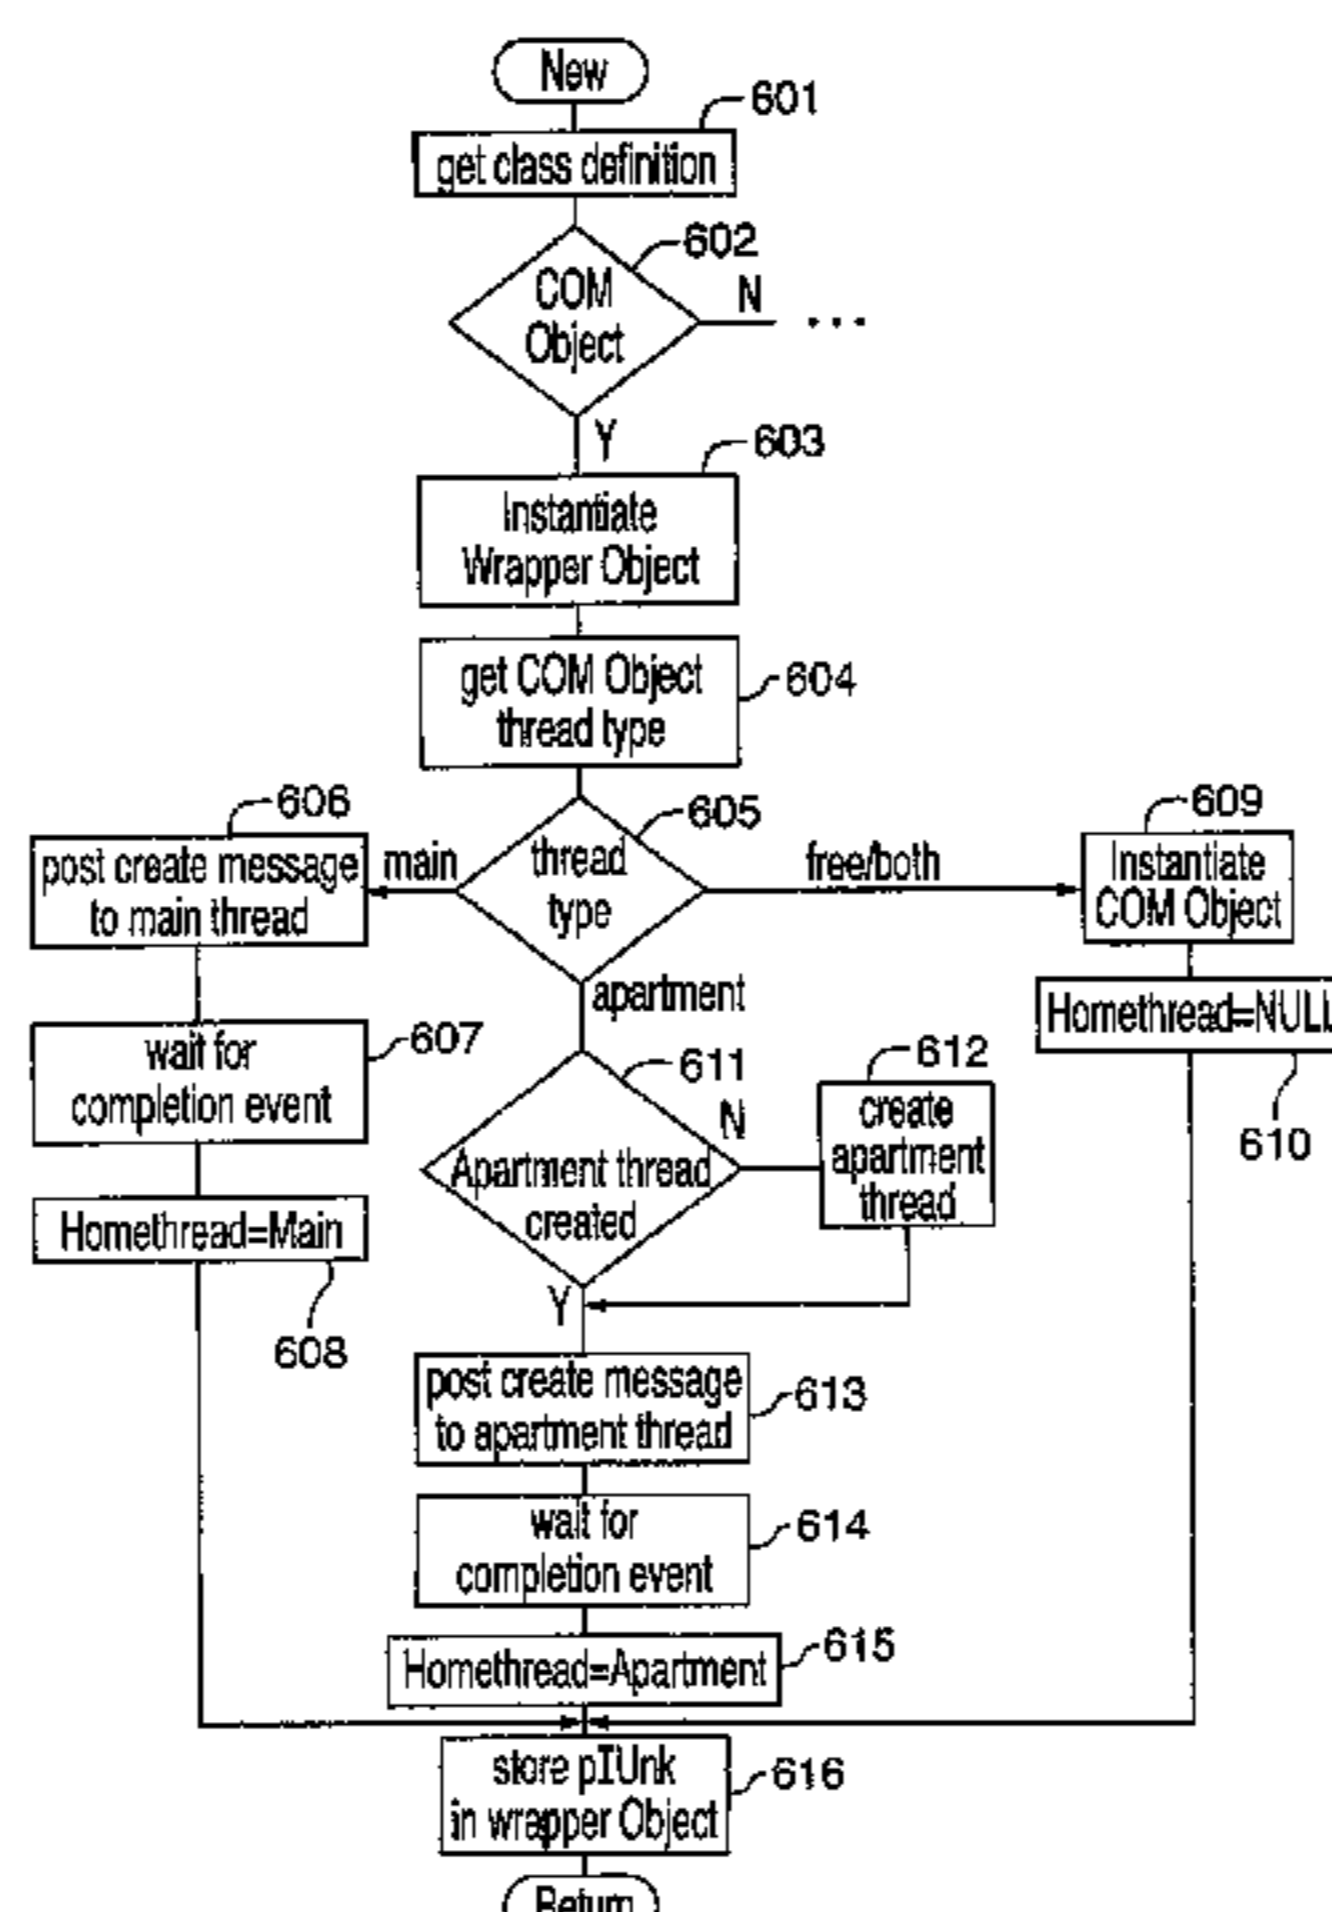 New
601
get class definition
602
COM
Object
N
...
Y
603
Instantiate
Wrapper Object
get COM Object
thread type
604
606
605
609
post create message
to main thread
main
thread
type
free/both
Instantiate
COM Object
apartment
Homethread=NULL
wait for
completion event
607
611
612
N
create
apartment
thread
610
Apartment thread
created
Homethread=Main
Y
608
post create message
to apartment thread
613
wait for
completion event
614
Homethread=Apartment
615
store pIUnk
in wrapper Object
616
Return